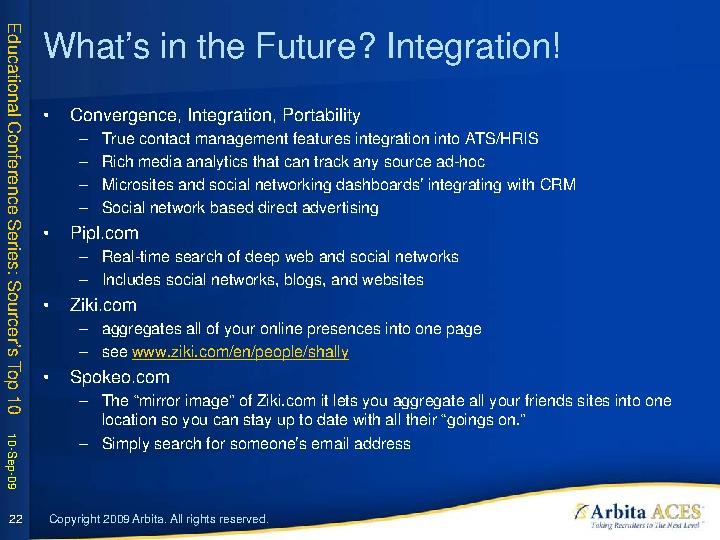 What's in the Future? Integration!
• Convergence, Integration, Portability
– True contact management features integration into ATS/HRIS
– Rich media analytics that can track any source ad-hoc
– Microsites and social networking dashboards' integrating with CRM
– Social network based direct advertising
• Pipl.com
– Real-time search of deep web and social networks
– Includes social networks, blogs, and websites
• Ziki.com
– aggregates all of your online presences into one page
– see www.ziki.com/en/people/shally
• Spokeo.com
– The “mirror image” of Ziki.com it lets you aggregate all your friends sites into one
location so you can stay up to date with all their “goings on.”
– Simply search for someone's email address
Educational Conference Series: Sourcer's Top 10
10-Sep-09
22
Copyright 2009 Arbita. All rights reserved.
Arbita ACES
Taking Recruiters to The Next Level